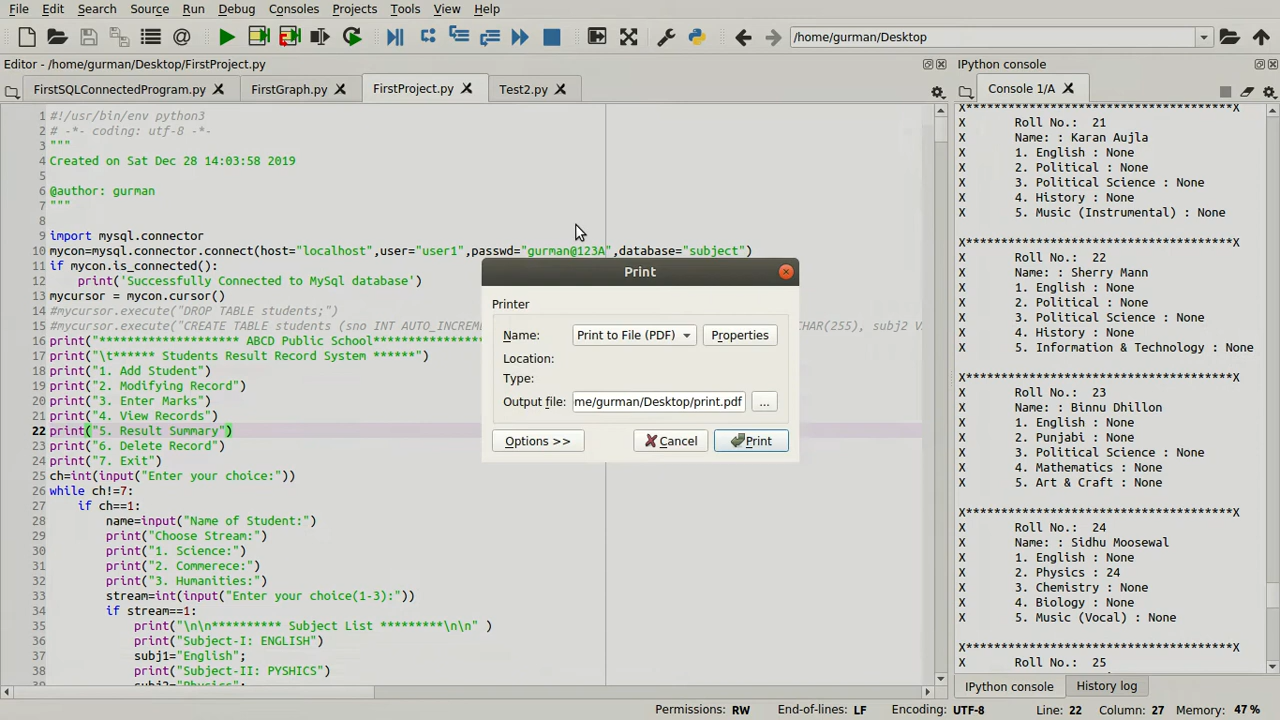 File Edit Search Source Run Debug Consoles Projects Tools View Help
/home/gurman/Desktop
Editor - /home/gurman/Desktop/FirstProject.py
FirstSQLConnectedProgram.py
FirstGraph.py
FirstProject.py
Test2.py
1 #!/usr/bin/env python3
2 # -*- coding: utf-8 -*-
3 """
4 Created on Sat Dec 28 14:03:58 2019
5
6 @author: gurman
7 """
8
9 import mysql.connector
10 mycon=mysql.connector.connect(host="localhost",user="user1",passwd="gurman@123A",database="subject")
11 if mycon.is_connected():
12 print('Successfully Connected to MySql database')
13 mycursor = mycon.cursor()
14 #mycursor.execute("DROP TABLE students;")
15 #mycursor.execute("CREATE TABLE students (sno INT AUTO_INCREM CHAR(255), subj2 V
16 print("******************** ABCD Public School*****************
17 print("\t****** Students Result Record System ******")
18 print("1. Add Student")
19 print("2. Modifying Record")
20 print("3. Enter Marks")
21 print("4. View Records")
22 print("5. Result Summary")
23 print("6. Delete Record")
24 print("7. Exit")
25 ch=int(input("Enter your choice:"))
26 while ch!=7:
27 if ch==1:
28 name=input("Name of Student:")
29 print("Choose Stream:")
30 print("1. Science:")
31 print("2. Commerece:")
32 print("3. Humanities:")
33 stream=int(input("Enter your choice(1-3):"))
34 if stream==1:
35 print("\n\n********** Subject List *********\n\n" )
36 print("Subject-I: ENGLISH")
37 subj1="English";
38 print("Subject-II: PYSHICS")
39 subj2="Physics";
Print
Printer
Name: Print to File (PDF) Properties
Location:
Type:
Output file: me/gurman/Desktop/print.pdf ...
Options >> Cancel Print
IPython console
Console 1/A
X***********************************X
X Roll No.: 21
X Name: : Karan Aujla
X 1. English : None
X 2. Political : None
X 3. Political Science : None
X 4. History : None
X 5. Music (Instrumental) : None
***********************************X
X Roll No.: 22
X Name: : Sherry Mann
X 1. English : None
X 2. Political : None
X 3. Political Science : None
X 4. History : None
X 5. Information & Technology : None
***********************************X
X Roll No.: 23
X Name: : Binnu Dhillon
X 1. English : None
X 2. Punjabi : None
X 3. Political Science : None
X 4. Mathematics : None
X 5. Art & Craft : None
***********************************X
X Roll No.: 24
X Name: : Sidhu Moosewal
X 1. English : None
X 2. Physics : 24
X 3. Chemistry : None
X 4. Biology : None
X 5. Music (Vocal) : None
***********************************X
X Roll No.: 25
IPython console History log
Permissions: RW End-of-lines: LF Encoding: UTF-8 Line: 22 Column: 27 Memory: 47 %